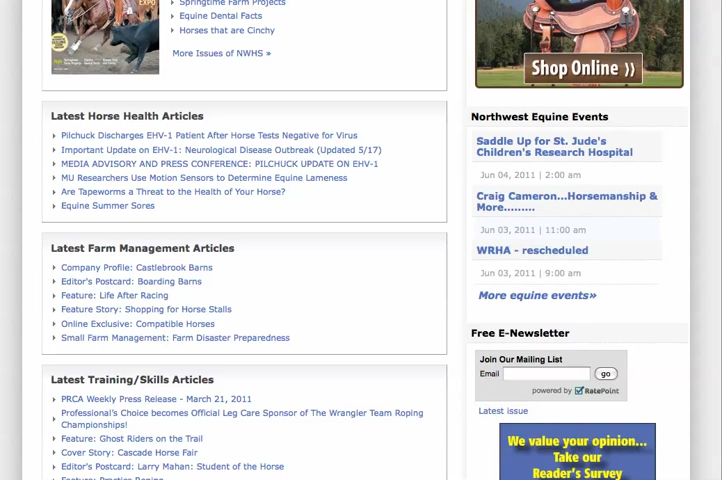 EXPO
Springtime Farm Projects
Equine Dental Facts
Horses that are Cinchy
More Issues of NWHS »
Shop Online ⟩⟩
Latest Horse Health Articles
Pilchuck Discharges EHV-1 Patient After Horse Tests Negative for Virus
Important Update on EHV-1: Neurological Disease Outbreak (Updated 5/17)
MEDIA ADVISORY AND PRESS CONFERENCE: PILCHUCK UPDATE ON EHV-1
MU Researchers Use Motion Sensors to Determine Equine Lameness
Are Tapeworms a Threat to the Health of Your Horse?
Equine Summer Sores
Latest Farm Management Articles
Company Profile: Castlebrook Barns
Editor's Postcard: Boarding Barns
Feature: Life After Racing
Feature Story: Shopping for Horse Stalls
Online Exclusive: Compatible Horses
Small Farm Management: Farm Disaster Preparedness
Latest Training/Skills Articles
PRCA Weekly Press Release - March 21, 2011
Professional's Choice becomes Official Leg Care Sponsor of The Wrangler Team Roping
Championships!
Feature: Ghost Riders on the Trail
Cover Story: Cascade Horse Fair
Editor's Postcard: Larry Mahan: Student of the Horse
Feature: Practice Roping
Northwest Equine Events
Saddle Up for St. Jude's
Children's Research Hospital
Jun 04, 2011 | 2:00 am
Craig Cameron...Horsemanship &
More.........
Jun 03, 2011 | 11:00 am
WRHA - rescheduled
Jun 03, 2011 | 9:00 am
More equine events»
Free E-Newsletter
Join Our Mailing List
Email
go
powered by RatePoint
Latest issue
We value your opinion...
Take our
Reader's Survey